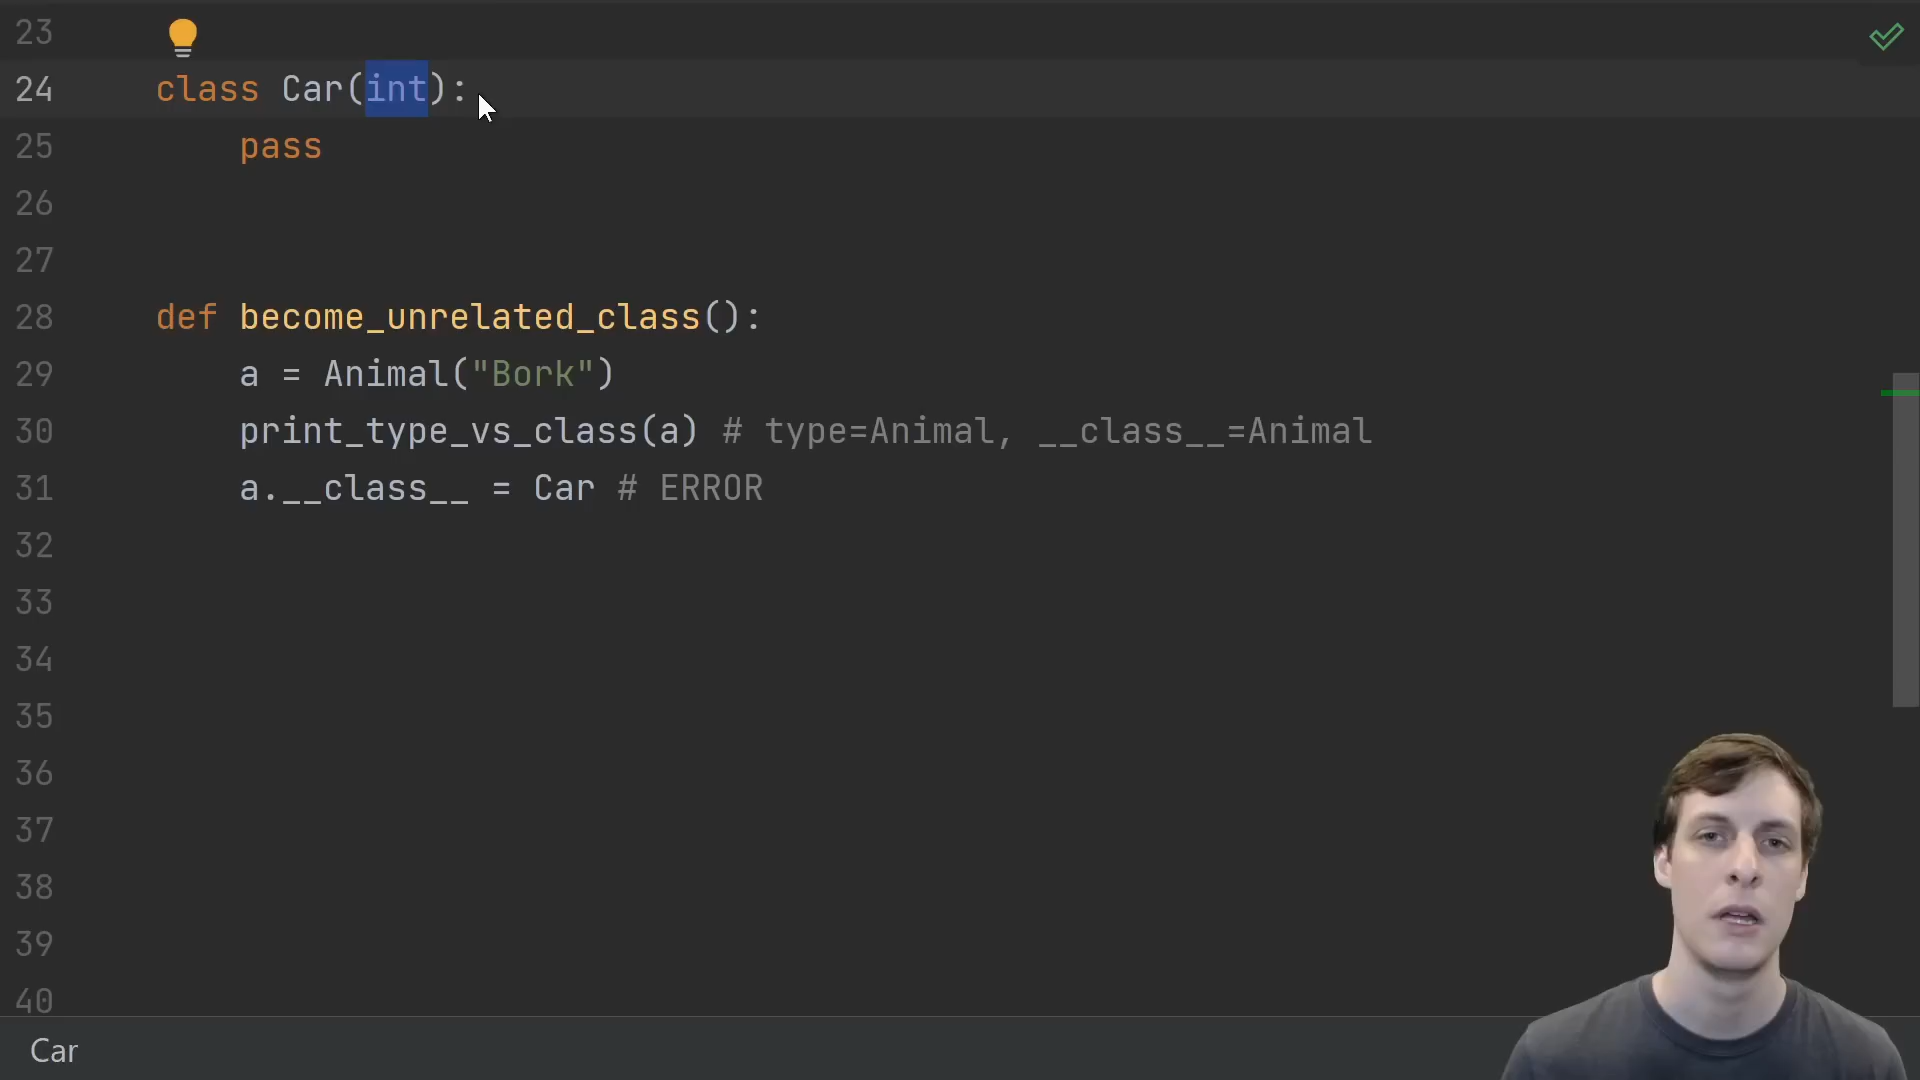 23
24 class Car(int):
25 pass
26
27
28 def become_unrelated_class():
29 a = Animal("Bork")
30 print_type_vs_class(a) # type=Animal, __class__=Animal
31 a.__class__ = Car # ERROR
32
33
34
35
36
37
38
39
40
Car